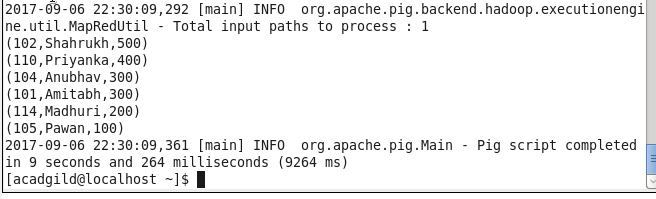 2017-09-06 22:30:09,292 [main] INFO  org.apache.pig.backend.hadoop.executionengi
ne.util.MapRedUtil - Total input paths to process : 1
(102,Shahrukh,500)
(110,Priyanka,400)
(104,Anubhav,300)
(101,Amitabh,300)
(114,Madhuri,200)
(105,Pawan,100)
2017-09-06 22:30:09,361 [main] INFO  org.apache.pig.Main - Pig script completed
in 9 seconds and 264 milliseconds (9264 ms)
[acadgild@localhost ~]$